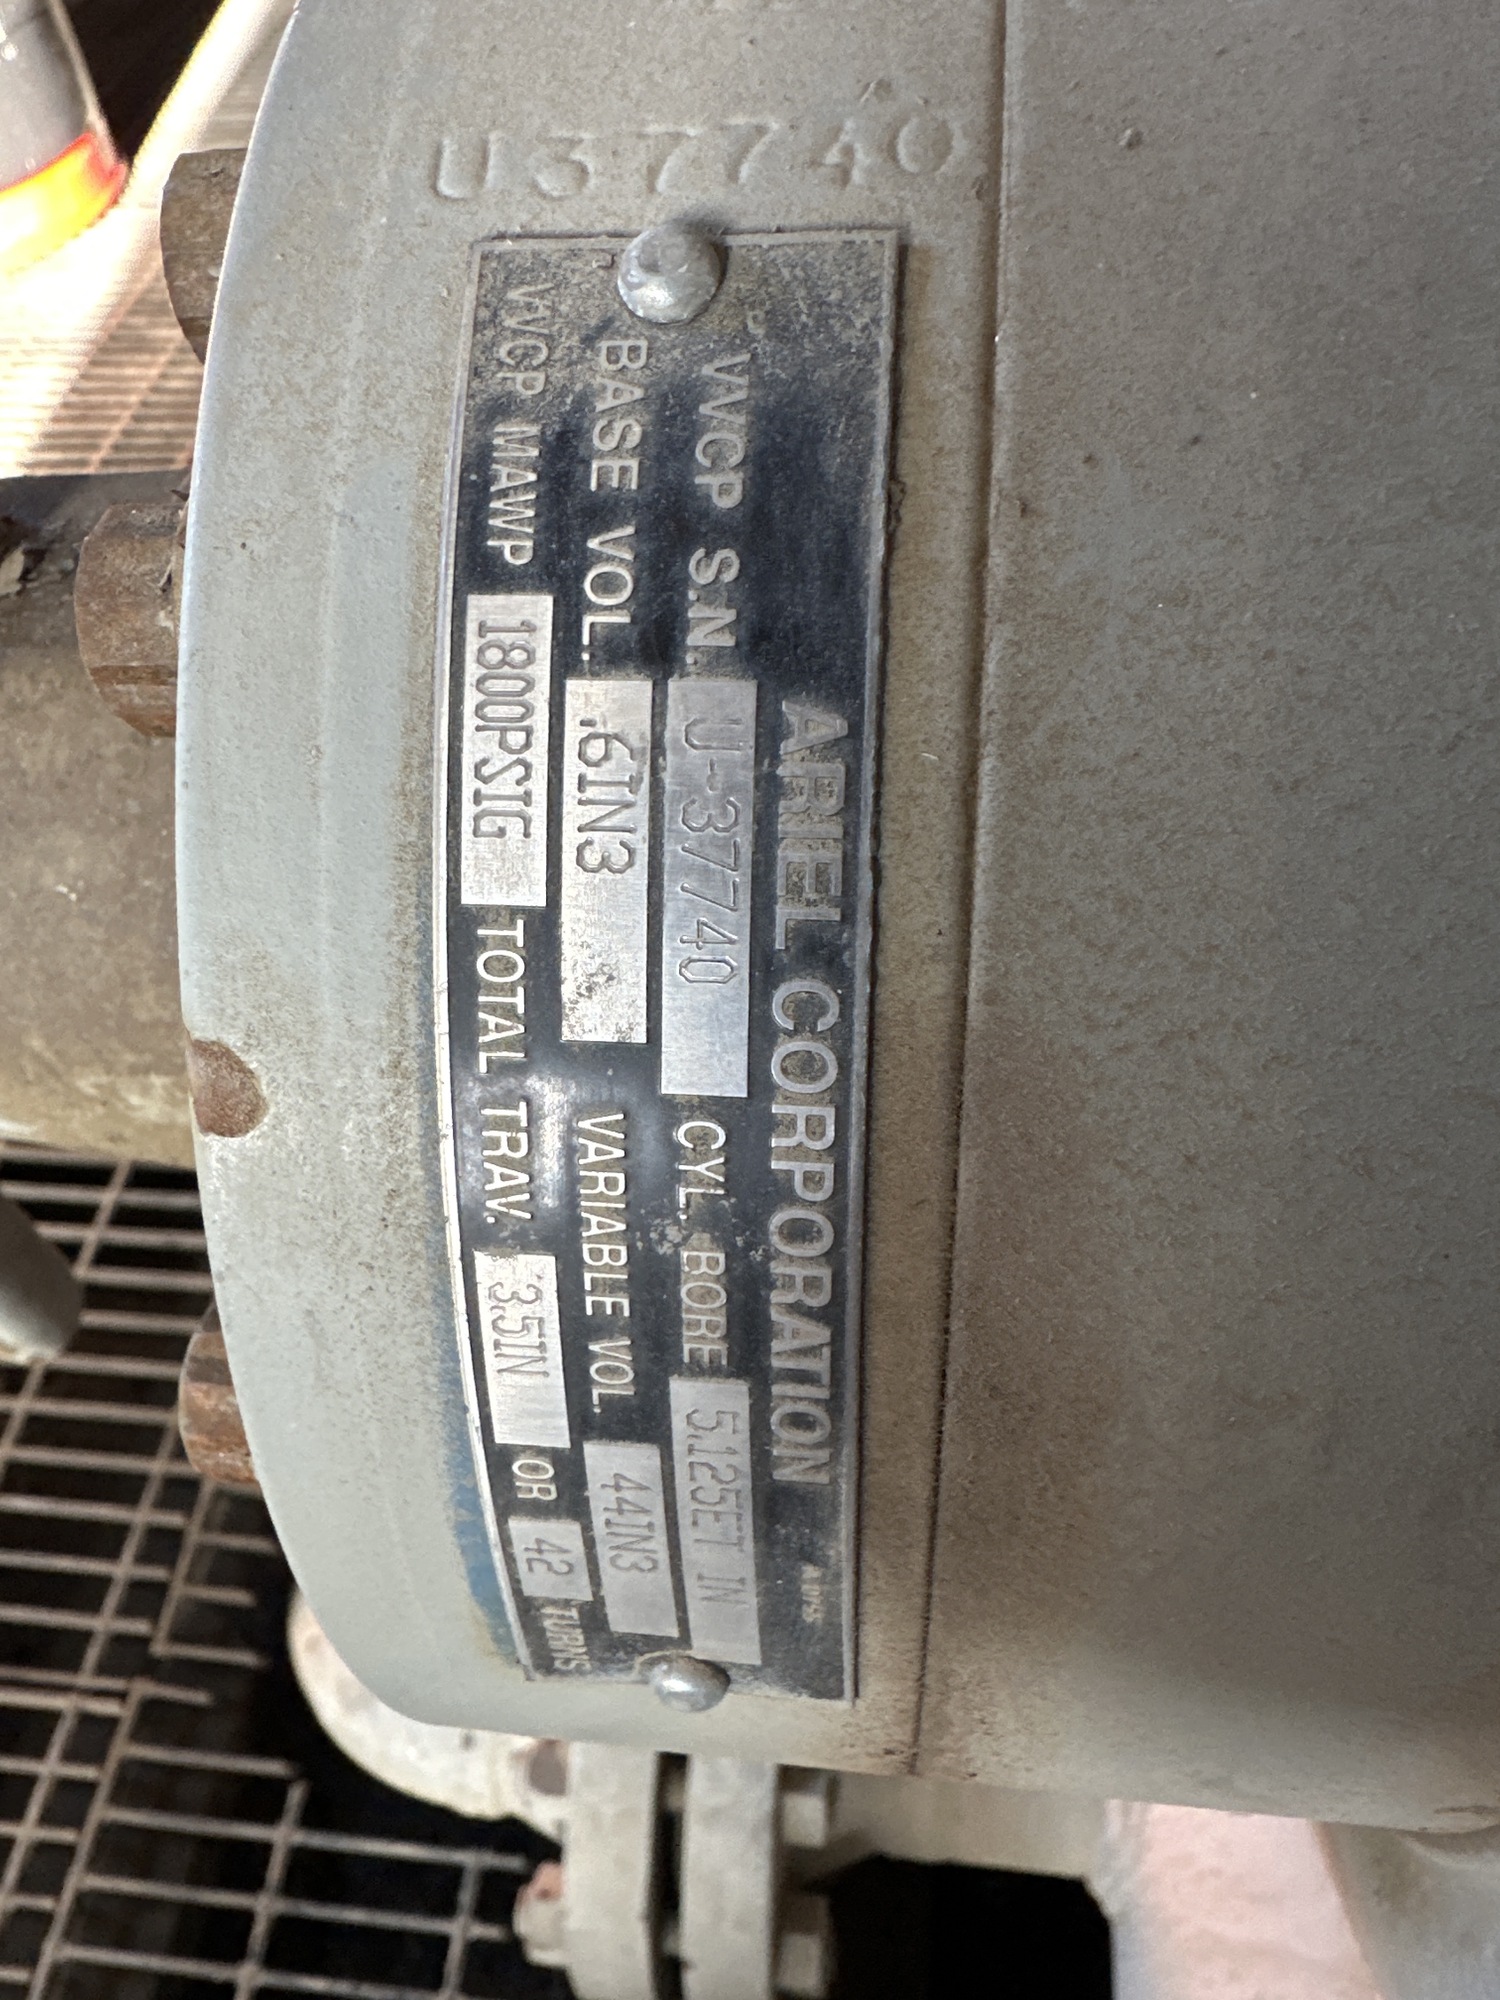 U37740
ARIEL CORPORATION
VVCP S.N. U-37740 CYL. BORE 5.125ET IN
BASE VOL. .6IN3 VARIABLE VOL. 44IN3
VVCP MAWP 1800PSIG TOTAL TRAV. 3.5IN OR 42 TURNS